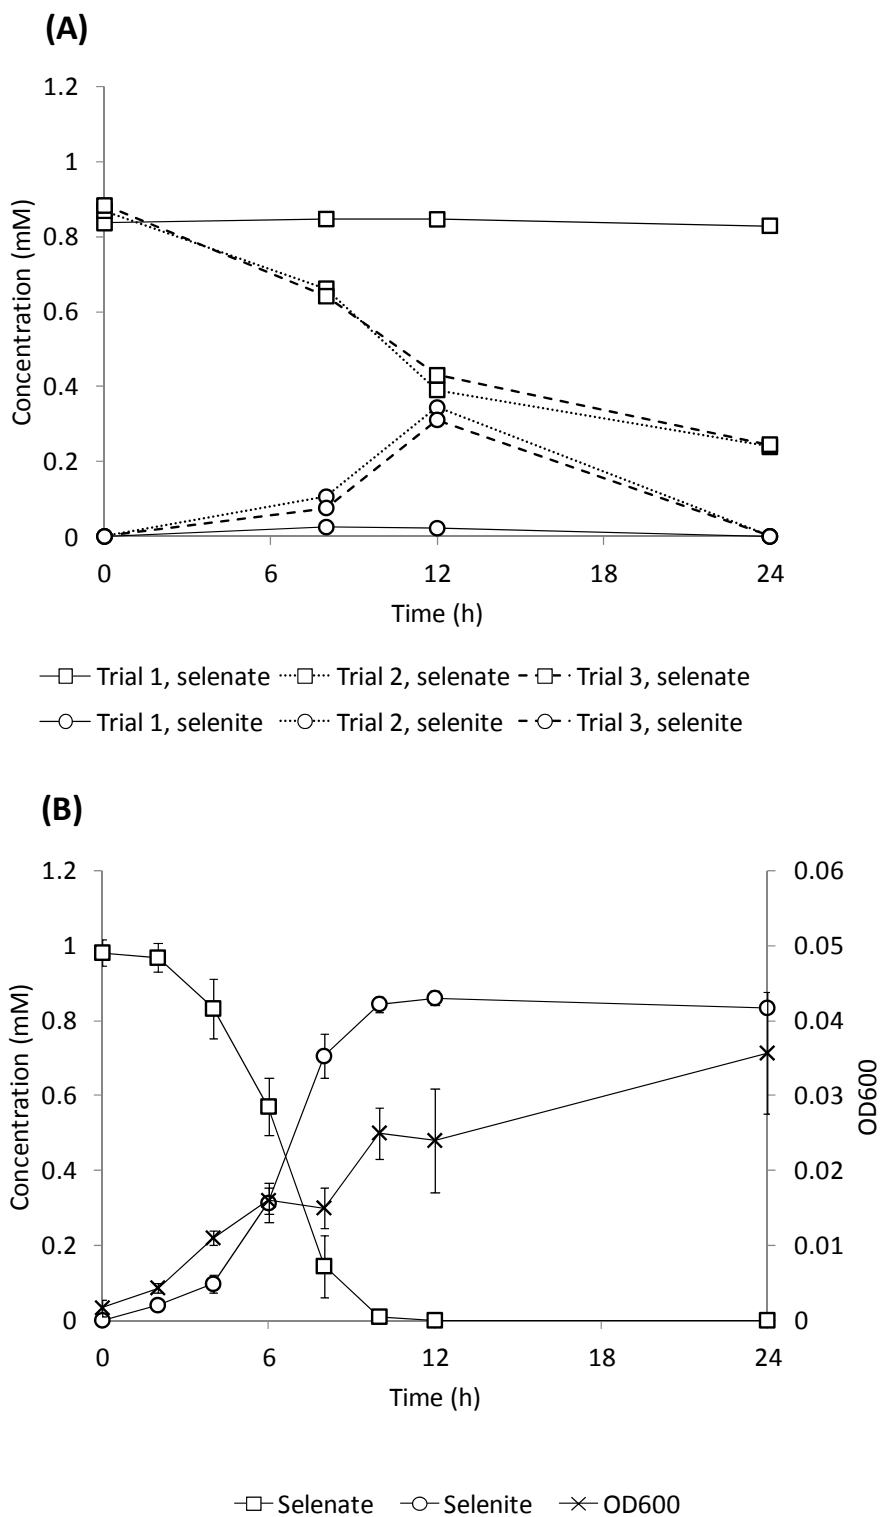 (A)
1.2
1
0.8
0.6
0.4
0.2
0
Concentration (mM)
0 6 12 18 24
Time (h)
Trial 1, selenate Trial 2, selenate Trial 3, selenate
Trial 1, selenite Trial 2, selenite Trial 3, selenite
(B)
1.2 0.06
1 0.05
0.8 0.04
0.6 0.03
0.4 0.02
0.2 0.01
0 0
Concentration (mM)
OD600
0 6 12 18 24
Time (h)
Selenate Selenite OD600